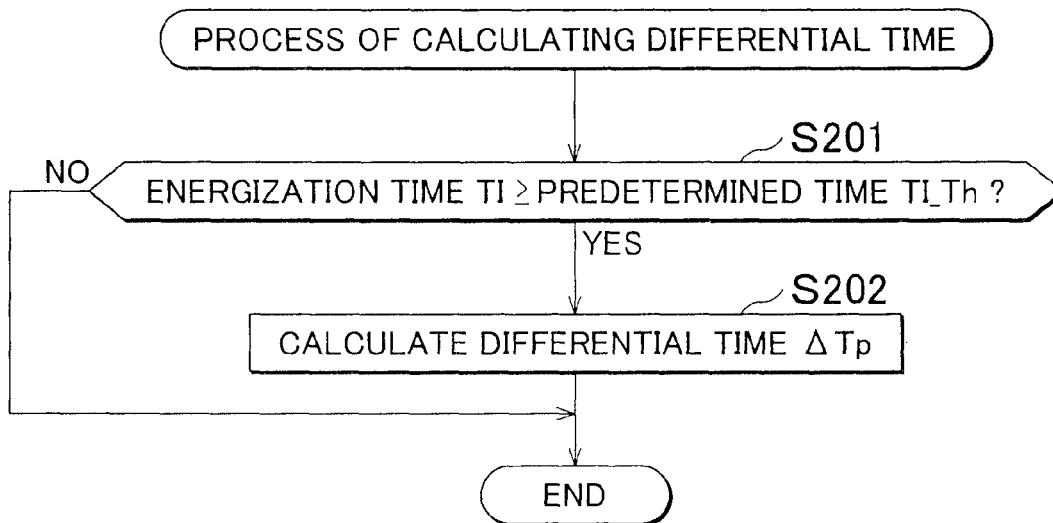 PROCESS OF CALCULATING DIFFERENTIAL TIME
S201
NO
ENERGIZATION TIME TI ≥ PREDETERMINED TIME TI_Th ?
YES
S202
CALCULATE DIFFERENTIAL TIME Δ Tp
END